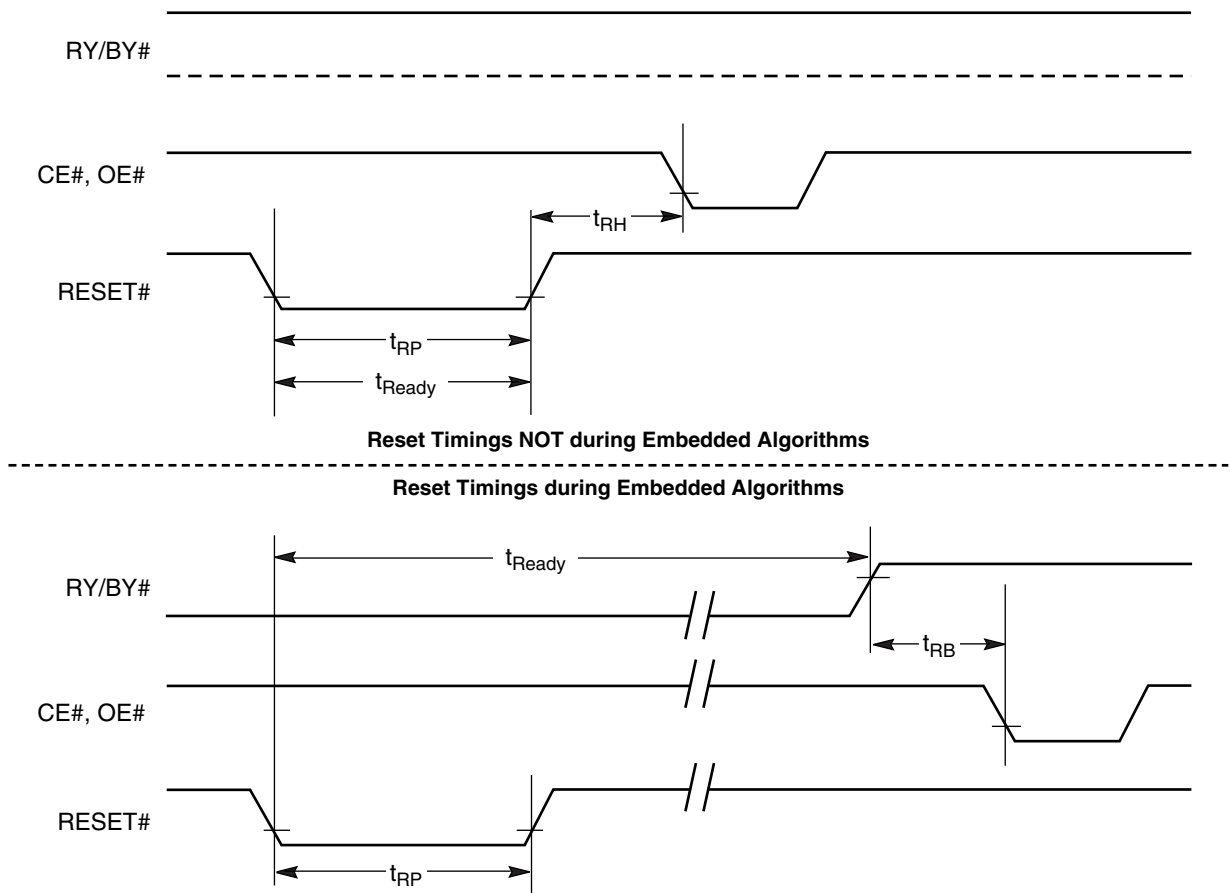 RY/BY#
CE#, OE#
tRH
RESET#
tRP
tReady
Reset Timings NOT during Embedded Algorithms
Reset Timings during Embedded Algorithms
tReady
RY/BY#
tRB
CE#, OE#
RESET#
tRP